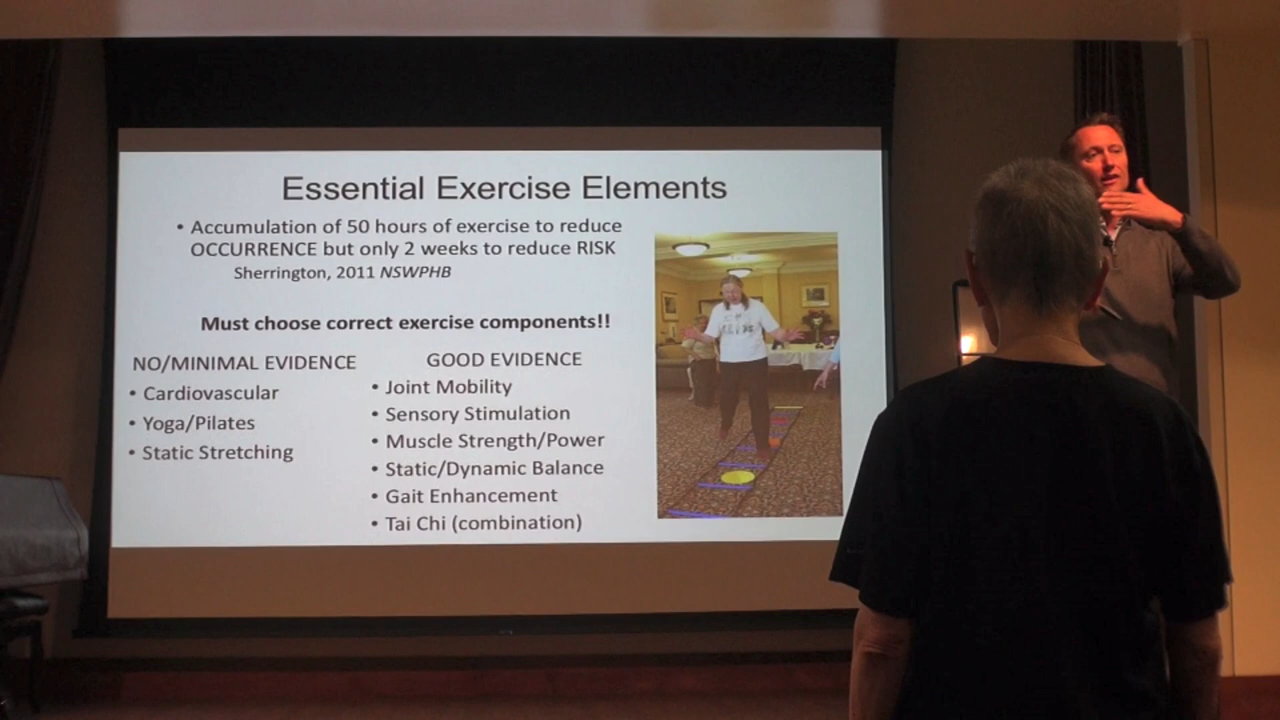 Essential Exercise Elements
• Accumulation of 50 hours of exercise to reduce
OCCURRENCE but only 2 weeks to reduce RISK
Sherrington, 2011 NSWPHB
Must choose correct exercise components!!
NO/MINIMAL EVIDENCE
• Cardiovascular
• Yoga/Pilates
• Static Stretching
GOOD EVIDENCE
• Joint Mobility
• Sensory Stimulation
• Muscle Strength/Power
• Static/Dynamic Balance
• Gait Enhancement
• Tai Chi (combination)